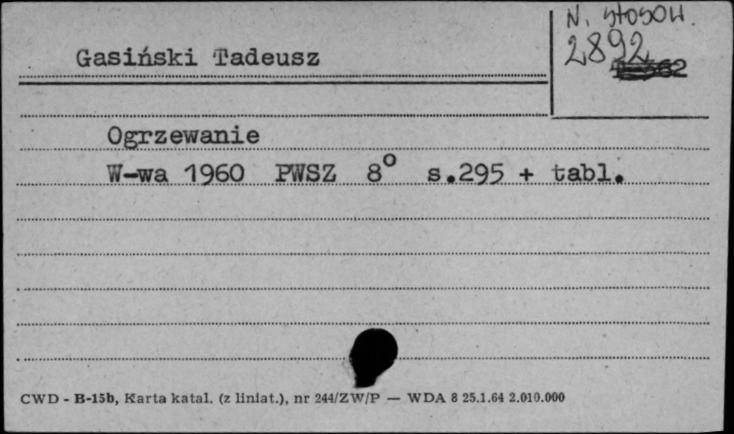 N. stosow.
2892
Gasiński Tadeusz
Ogrzewanie
W-wa 1960 PWSZ 8° s.295 + tabl.
CWD - B-15b, Karta katal. (z liniat.), nr 244/ZW/P — WDA 8 25.1.64 2.010.000